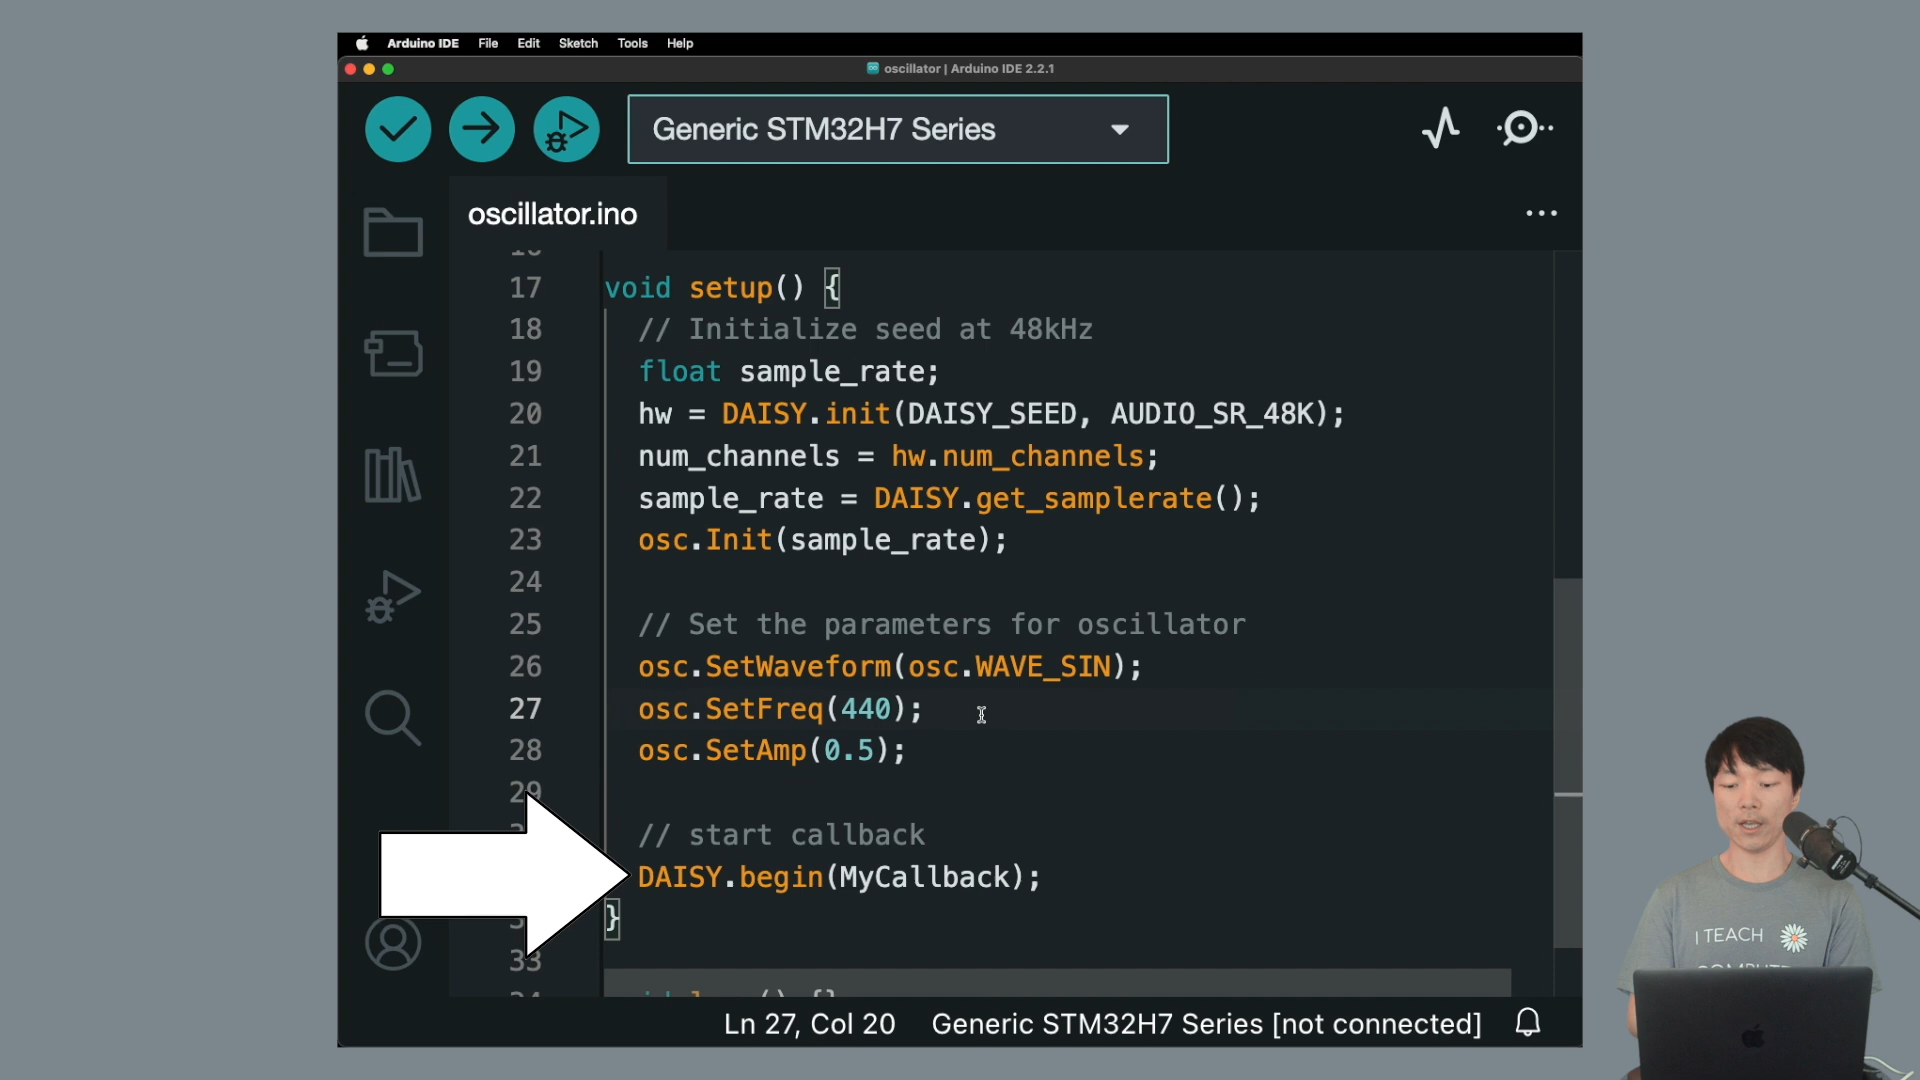 Arduino IDE File Edit Sketch Tools Help
oscillator | Arduino IDE 2.2.1
Generic STM32H7 Series
oscillator.ino
17 void setup() {
18 // Initialize seed at 48kHz
19 float sample_rate;
20 hw = DAISY.init(DAISY_SEED, AUDIO_SR_48K);
21 num_channels = hw.num_channels;
22 sample_rate = DAISY.get_samplerate();
23 osc.Init(sample_rate);
24
25 // Set the parameters for oscillator
26 osc.SetWaveform(osc.WAVE_SIN);
27 osc.SetFreq(440);
28 osc.SetAmp(0.5);
29
// start callback
DAISY.begin(MyCallback);
}
33
Ln 27, Col 20 Generic STM32H7 Series [not connected]
I TEACH